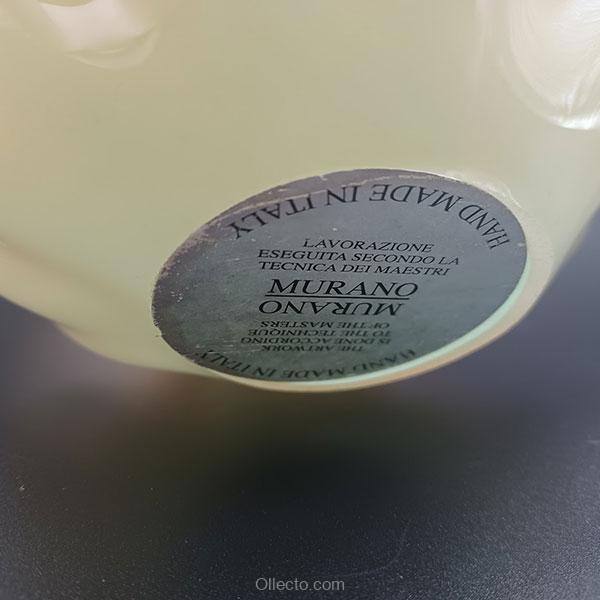 HAND MADE IN ITALY
LAVORAZIONE
ESEGUITA SECONDO LA
TECNICA DEI MAESTRI
MURANO
MURANO
THE ARTWORK
IS DONE ACCORDING
TO THE TECHNIQUE
OF THE MASTERS
HAND MADE IN ITALY
Ollecto.com